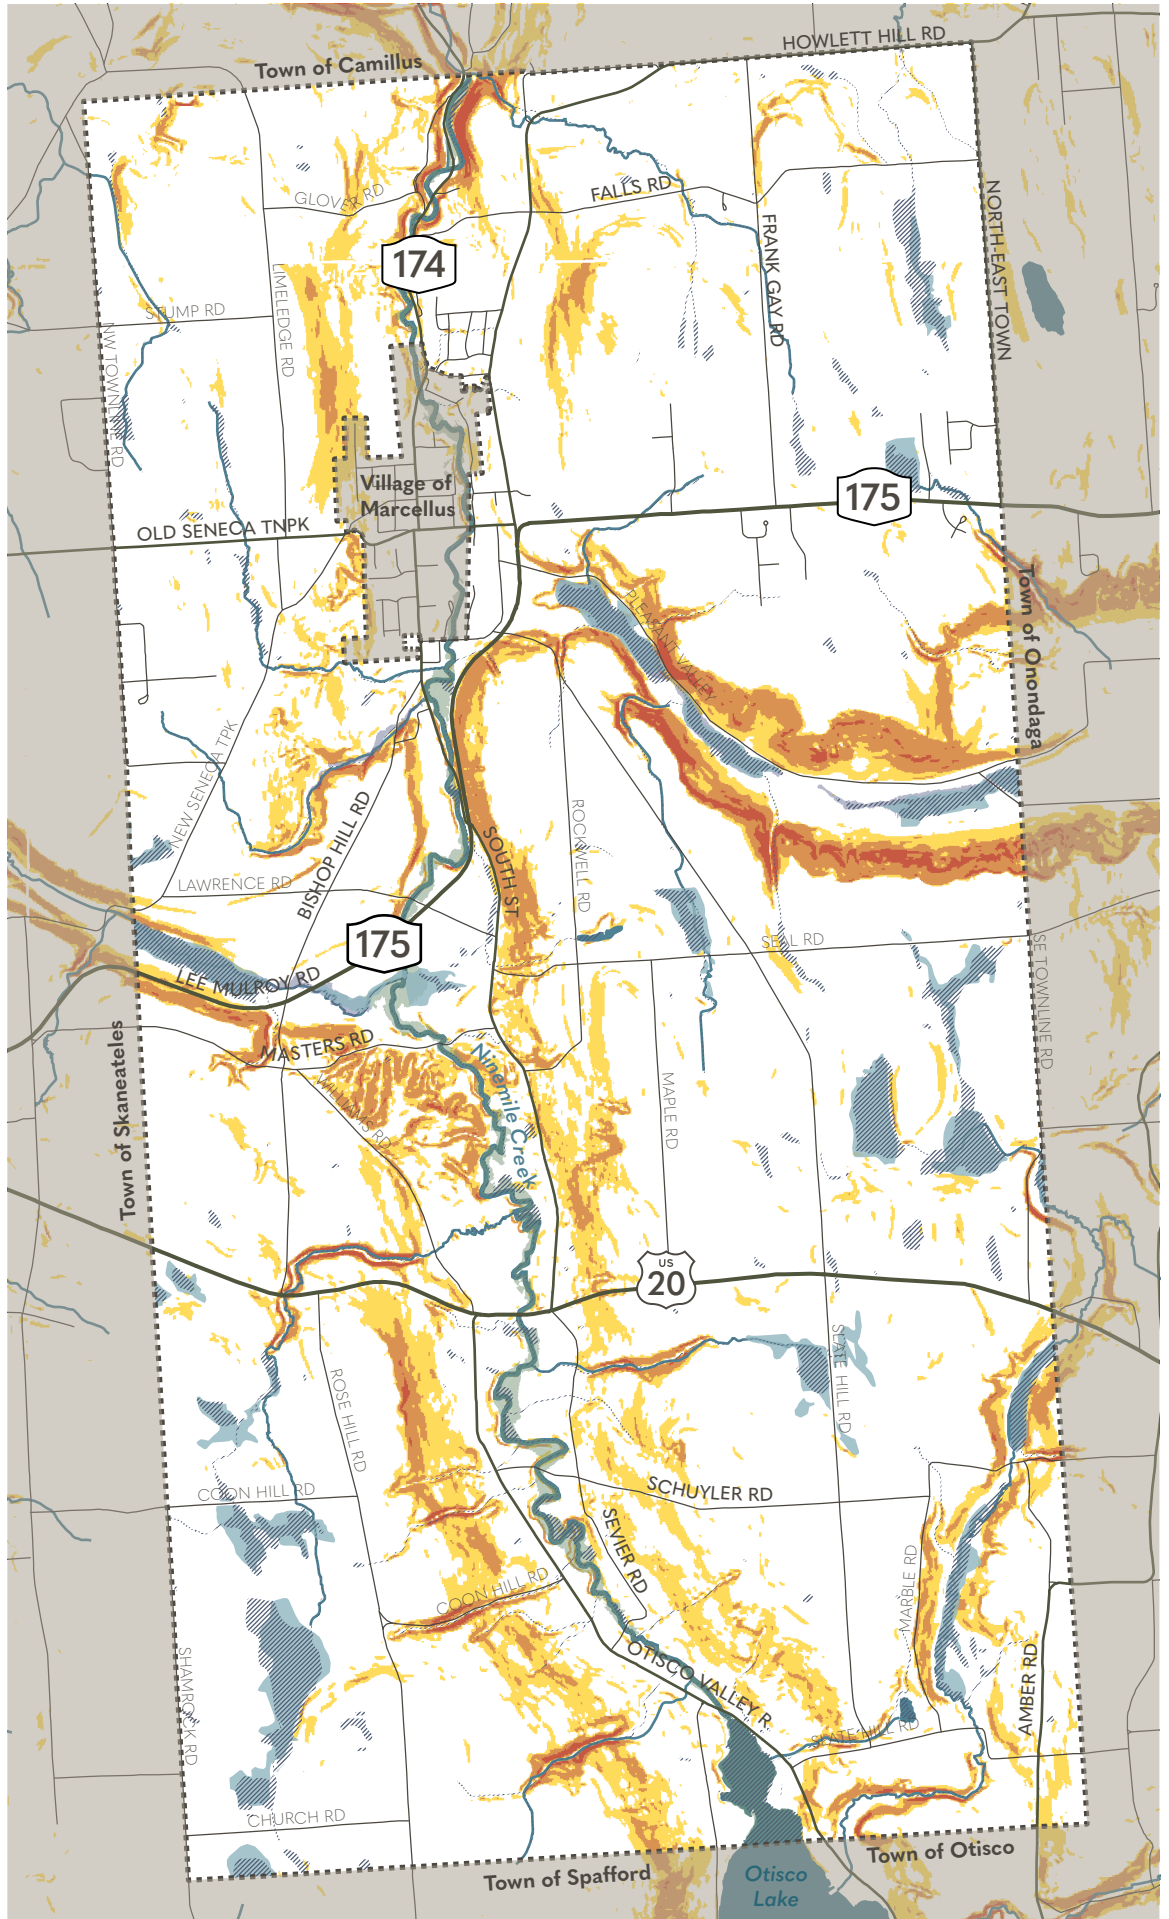 HOWLETT HILL RD
Town of Camillus
GLOVER RD
FALLS RD
NORTH EAST TOWN
FRANK GAY RD
174
LIMELEDGE RD
STUMP RD
NW TOWNLINE RD
Village of
Marcellus
175
OLD SENECA TNPK
Town of Onondaga
PLEASANT VALLEY
NEW SENECA TPK
BISHOP HILL RD
SOUTH ST
ROCKWELL RD
LAWRENCE RD
175
SEAL RD
SE TOWNLINE RD
LEE MULROY RD
MASTERS RD
Town of Skaneateles
WILLIAMS RD
Ninemile Creek
MAPLE RD
US
20
SLATE HILL RD
ROSE HILL RD
COON HILL RD
SCHUYLER RD
SEVIER RD
MARBLE RD
COON HILL RD
OTISCO VALLEY R
SHAMROCK RD
AMBER RD
SLATE HILL RD
CHURCH RD
Town of Otisco
Town of Spafford
Otisco
Lake